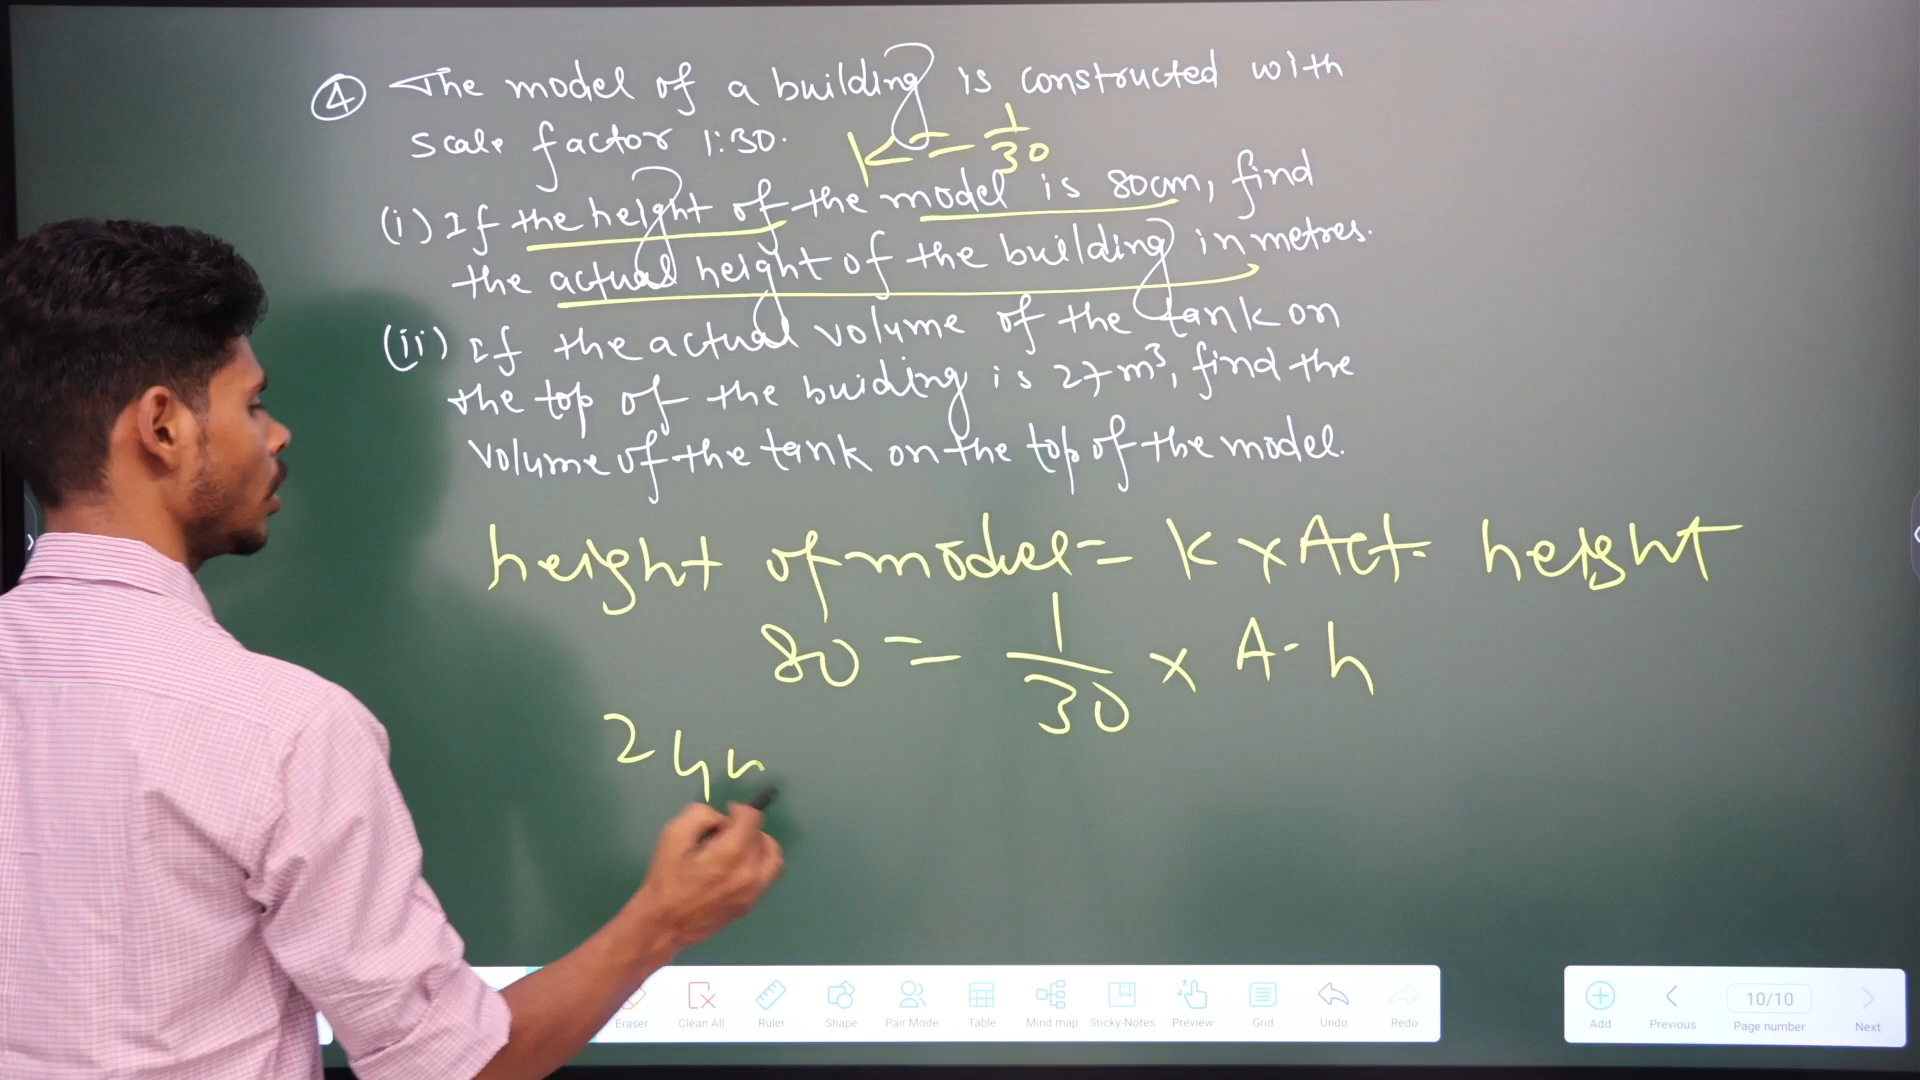 ④ The model of a building is constructed with
scale factor 1:30.
K = 1/30
(i) If the height of the model is 80cm, find
the actual height of the building in metres.
(ii) If the actual volume of the tank on
the top of the buiding is 27m³, find the
volume of the tank on the top of the model.
height of model = K × Act. height
80 = 1/30 × A.h
24
Eraser Clean All Ruler Shape Pair Mode Table Mind map Sticky-Notes Preview Grid Undo Redo
Add Previous 10/10 Page number Next